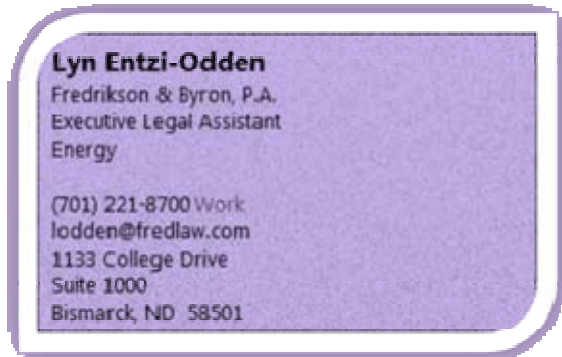 Lyn Entzi-Odden
Fredrikson & Byron, P.A.
Executive Legal Assistant
Energy
(701) 221-8700 Work
lodden@fredlaw.com
1133 College Drive
Suite 1000
Bismarck, ND 58501